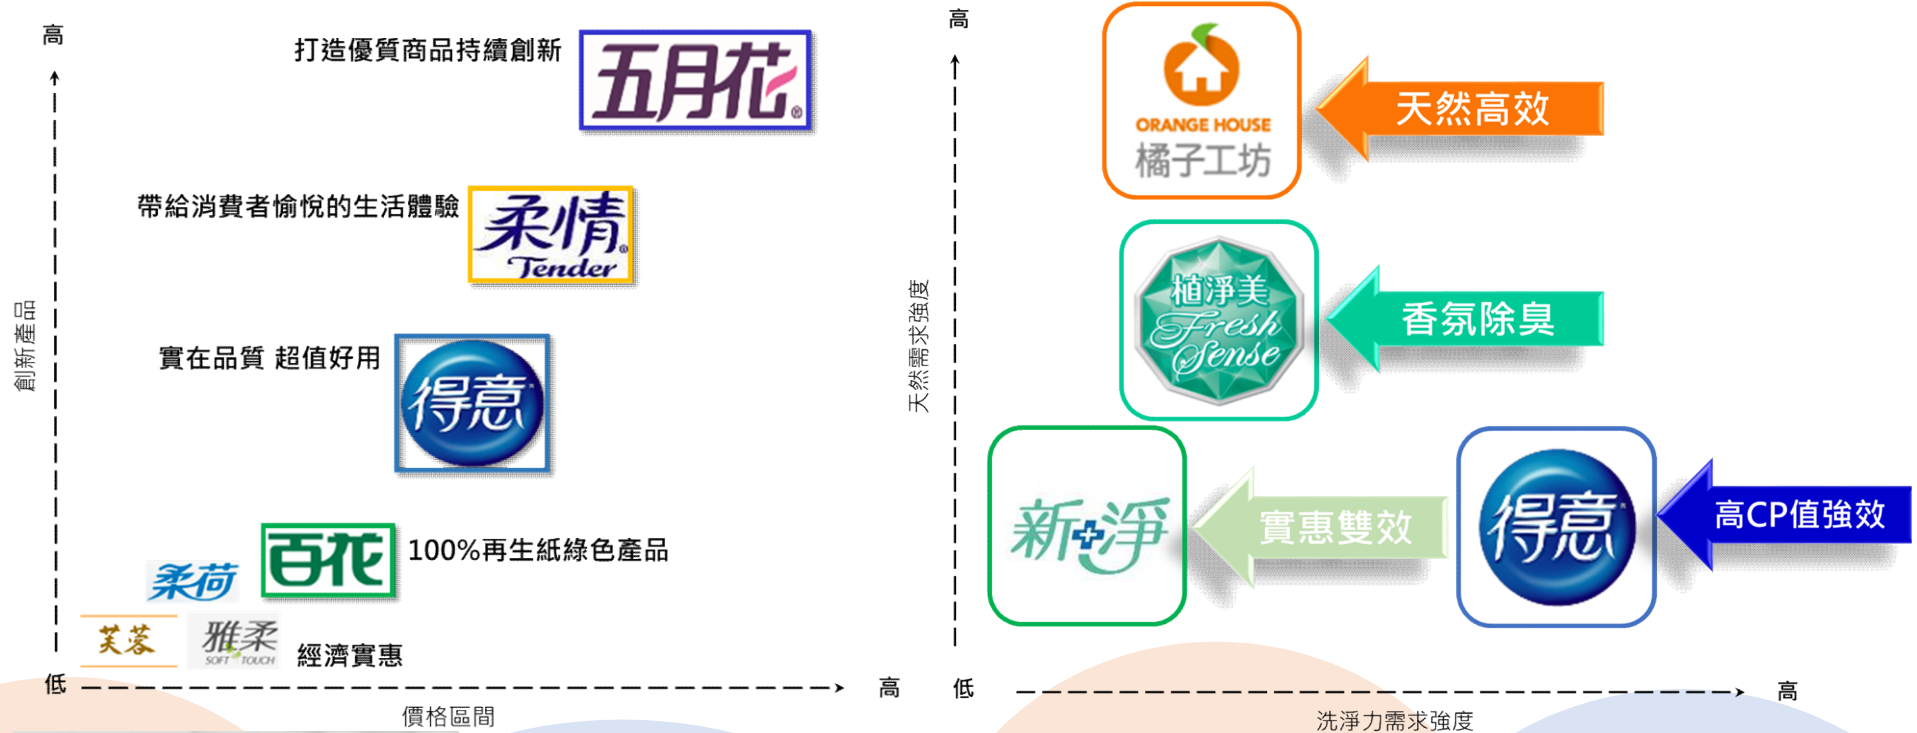 高
打造優質商品持續創新
五月花®
帶給消費者愉悅的生活體驗
柔情®
Tender
創新產品
實在品質 超值好用
得意
百花
100%再生紙綠色產品
柔荷
芙蓉
雅柔
SOFT TOUCH
經濟實惠
低
高
價格區間
高
ORANGE HOUSE
橘子工坊
天然高效
天然需求強度
植淨美
Fresh
Sense
香氛除臭
新淨
實惠雙效
得意
高CP值強效
低
高
洗淨力需求強度